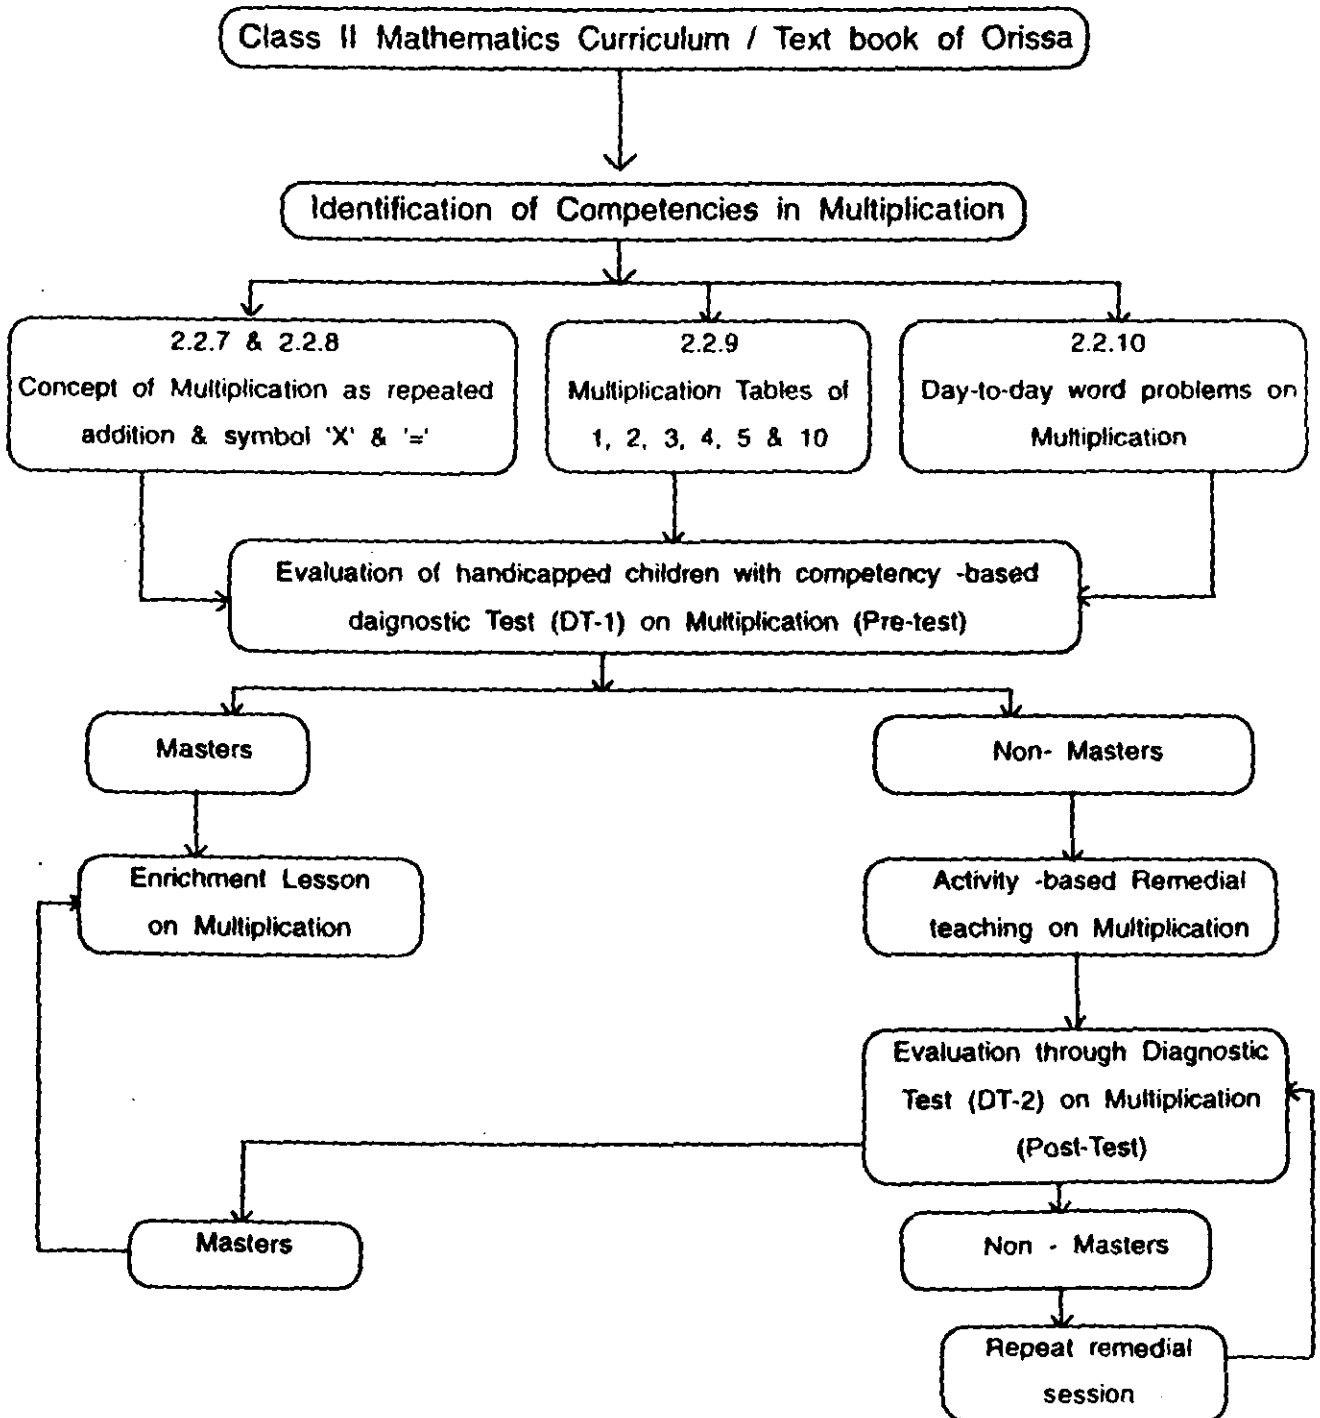 Class II Mathematics Curriculum / Text book of Orissa
Identification of Competencies in Multiplication
2.2.7 & 2.2.8
Concept of Multiplication as repeated
addition & symbol 'X' & '='
2.2.9
Multiplication Tables of
1, 2, 3, 4, 5 & 10
2.2.10
Day-to-day word problems on
Multiplication
Evaluation of handicapped children with competency -based
daignostic Test (DT-1) on Multiplication (Pre-test)
Masters
Non- Masters
Enrichment Lesson
on Multiplication
Activity -based Remedial
teaching on Multiplication
Evaluation through Diagnostic
Test (DT-2) on Multiplication
(Post-Test)
Masters
Non - Masters
Repeat remedial
session